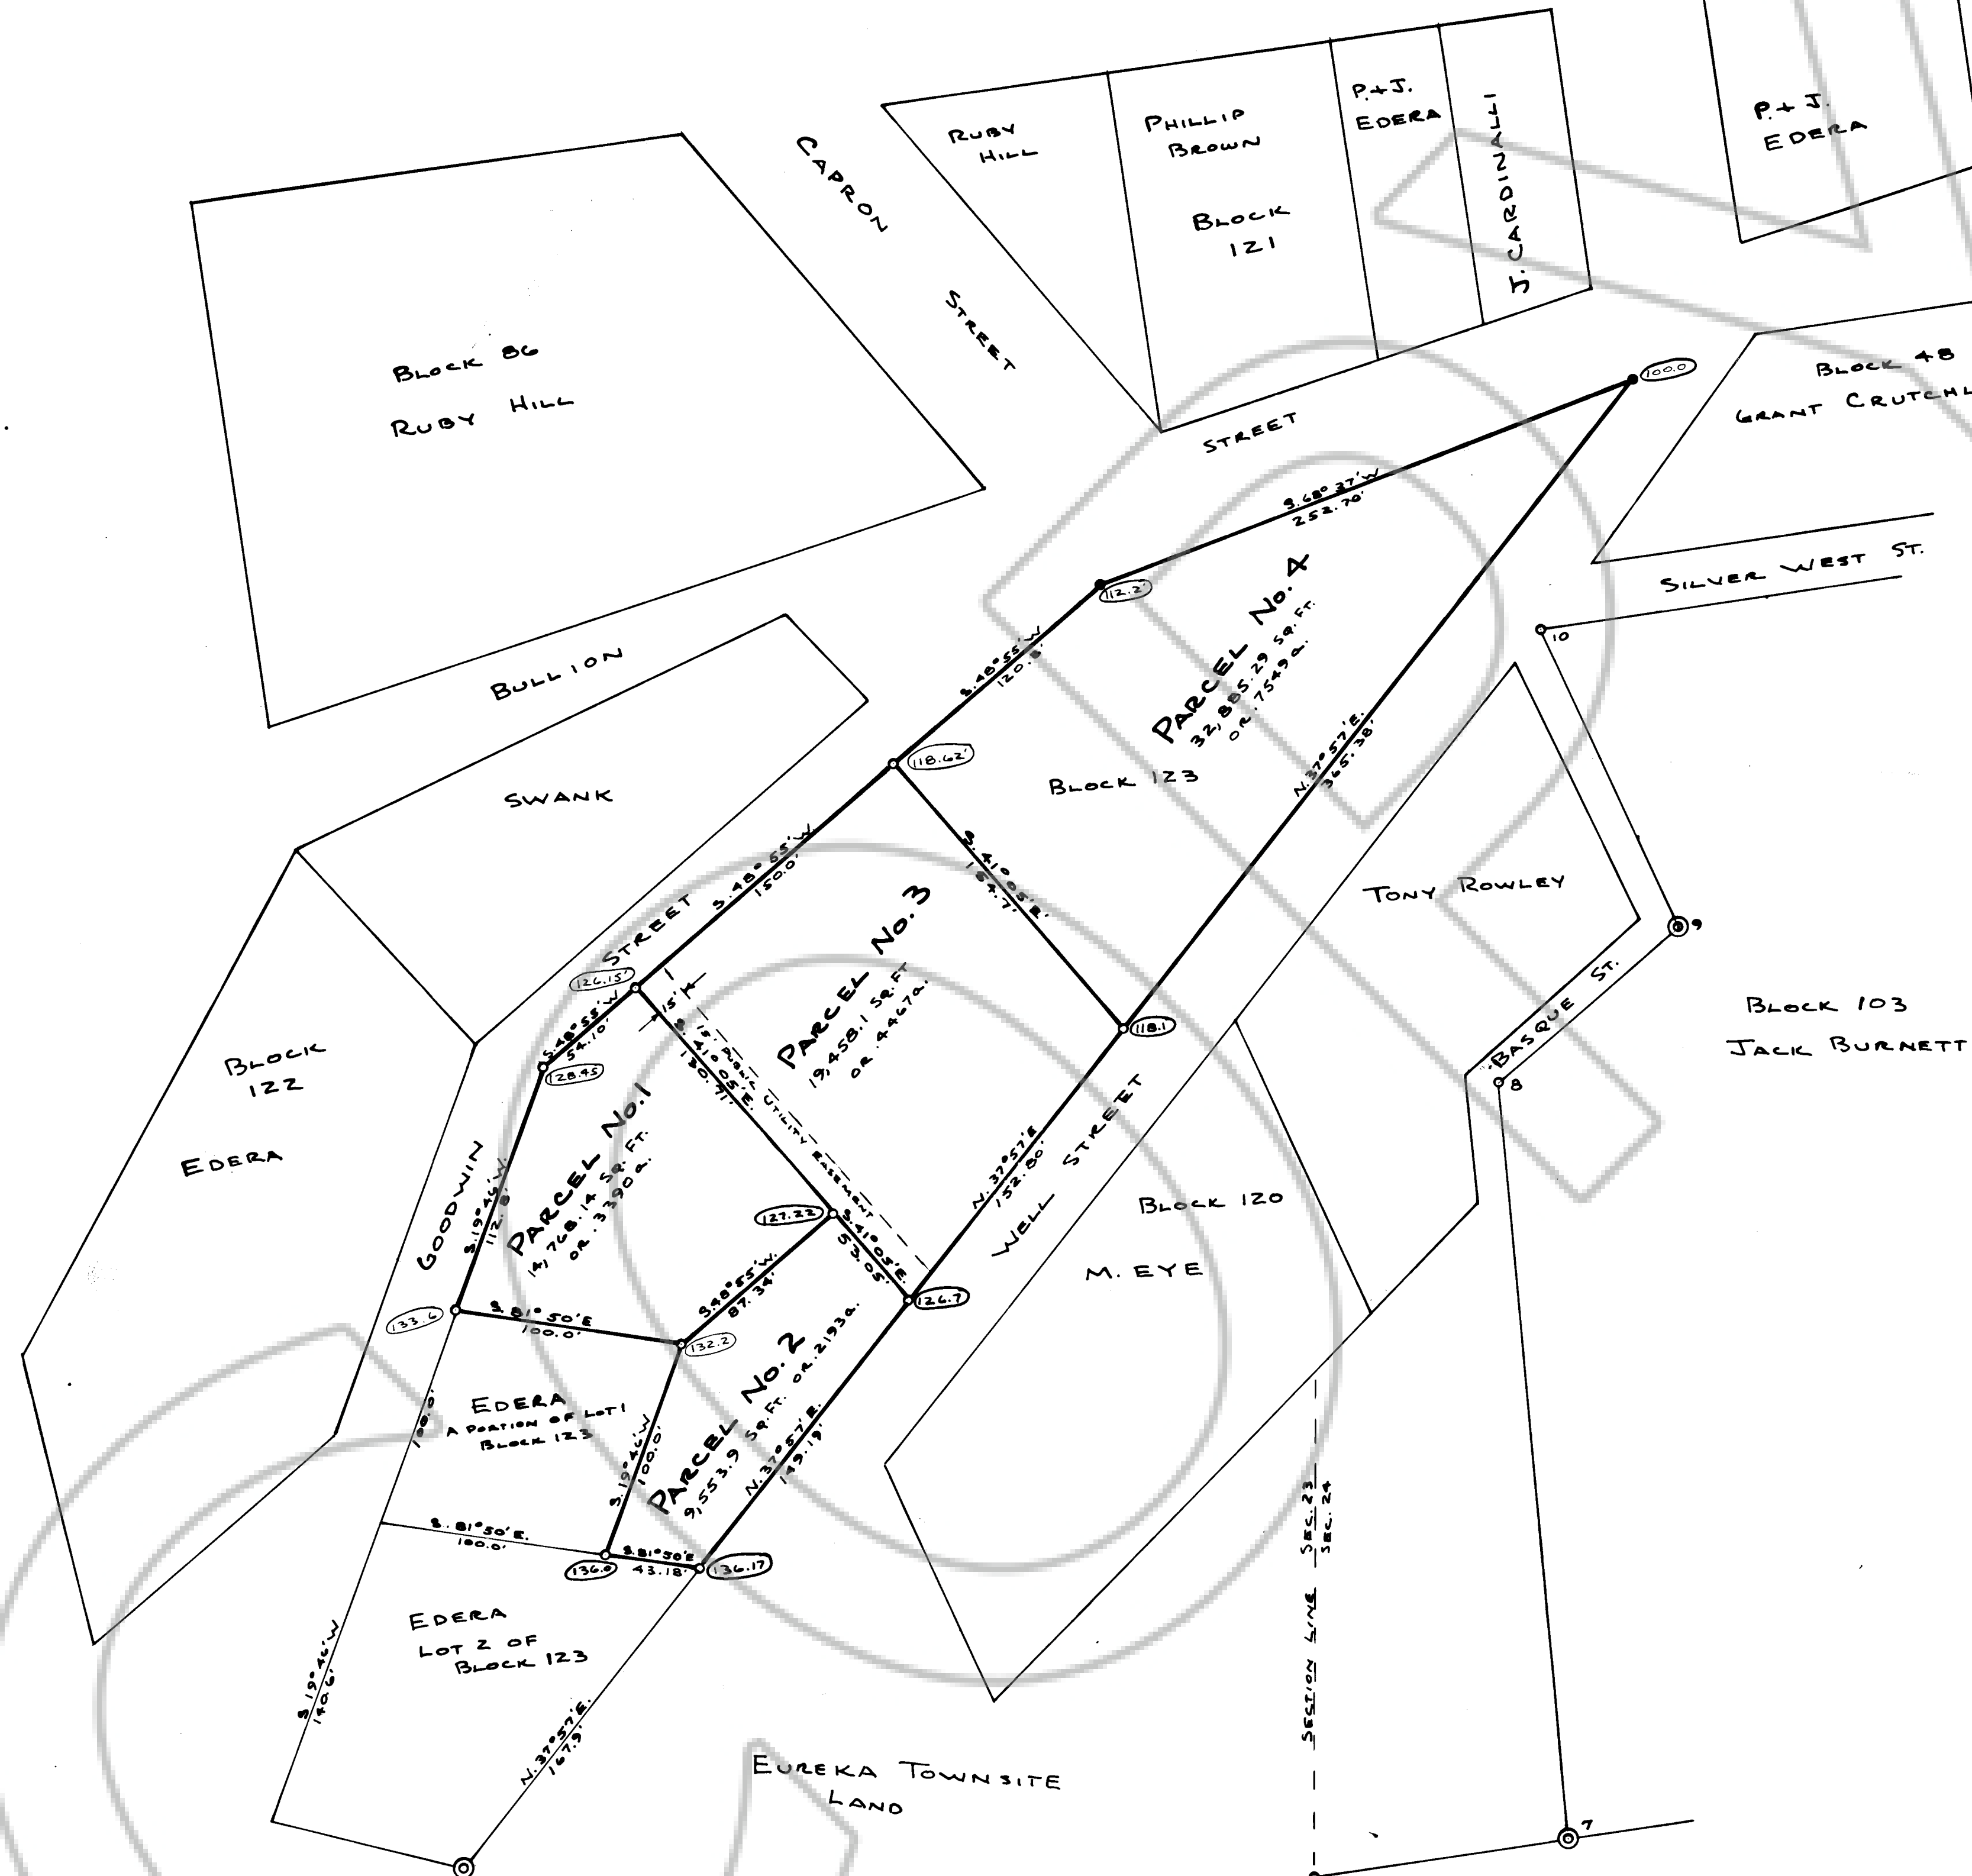 CAPRON
STREET
RUBY
HILL
PHILLIP
BROWN
BLOCK
121
P.&J.
EDERA
J. CARDINALLI
P.&J.
EDERA
BLOCK 86
RUBY HILL
100.0
BLOCK 48
GRANT CRUTCHL
STREET
S.68°27'W
252.70'
SILVER WEST ST.
10
112.2'
PARCEL NO. 4
32,885.29 SQ. FT.
OR .7549 a.
BULLION
S.48°55'W
120.8'
118.62'
BLOCK 123
N.37°57'E.
365.38'
SWANK
S.48°55'W
150.0'
S.41°05'E.
154.7'
TONY ROWLEY
9
STREET
126.15'
PARCEL NO. 3
19,458.1 SQ. FT
OR .4467 a.
BASQUE ST.
BLOCK 103
JACK BURNETT
15'
S.48°55'W
54.10'
128.45
118.1
8
BLOCK
122
EDERA
S.41°05'E.
130.71'
15' PUBLIC UTILITY EASEMENT
PARCEL NO. 1
14,768.14 SQ. FT.
OR .3390 a.
GOODWIN
S.19°46'W.
112.8'
N.37°57'E
152.80'
WELL STREET
BLOCK 120
M. EYE
127.22
S.41°05'E.
53.05'
S.48°55'W.
87.34'
126.7
133.6
S.81°50'E
100.0'
132.2
EDERA
A PORTION OF LOT 1
BLOCK 123
100.0'
S.19°46'W
100.0'
PARCEL NO. 2
9,553.9 SQ. FT. OR .2193 a.
N.37°57'E.
149.19'
S.81°50'E.
100.0'
S.81°50'E
43.18'
136.17
SEC. 23
SEC. 24
SECTION LINE
EDERA
LOT 2 OF
BLOCK 123
S 19°46'W
140.6'
N.37°57'E.
167.9'
EUREKA TOWNSITE
LAND
7